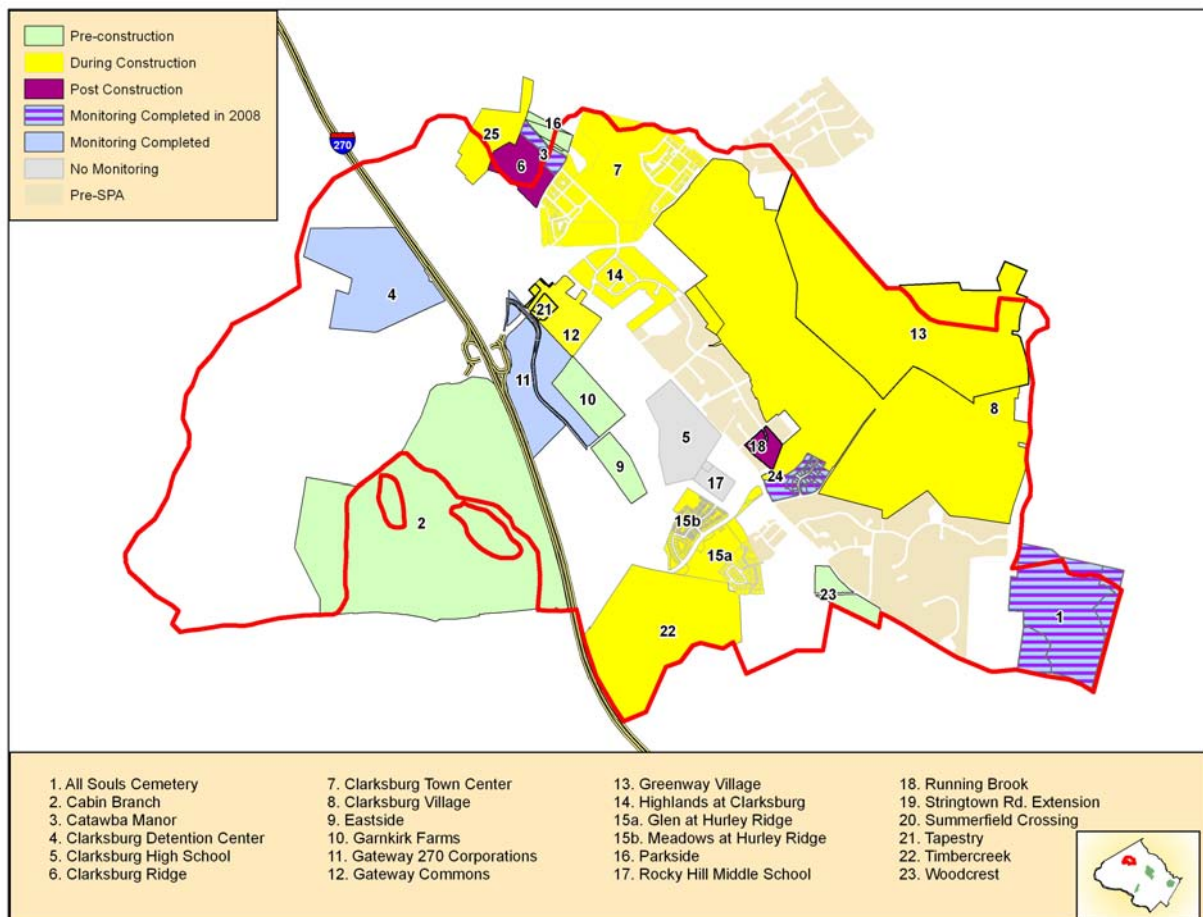 Pre-construction
During Construction
Post Construction
Monitoring Completed in 2008
Monitoring Completed
No Monitoring
Pre-SPA
270
25
16
3
6
7
4
14
21
12
13
11
10
8
5
18
9
24
17
2
15b
15a
23
22
1
1. All Souls Cemetery
2. Cabin Branch
3. Catawba Manor
4. Clarksburg Detention Center
5. Clarksburg High School
6. Clarksburg Ridge
7. Clarksburg Town Center
8. Clarksburg Village
9. Eastside
10. Garnkirk Farms
11. Gateway 270 Corporations
12. Gateway Commons
13. Greenway Village
14. Highlands at Clarksburg
15a. Glen at Hurley Ridge
15b. Meadows at Hurley Ridge
16. Parkside
17. Rocky Hill Middle School
18. Running Brook
19. Stringtown Rd. Extension
20. Summerfield Crossing
21. Tapestry
22. Timbercreek
23. Woodcrest